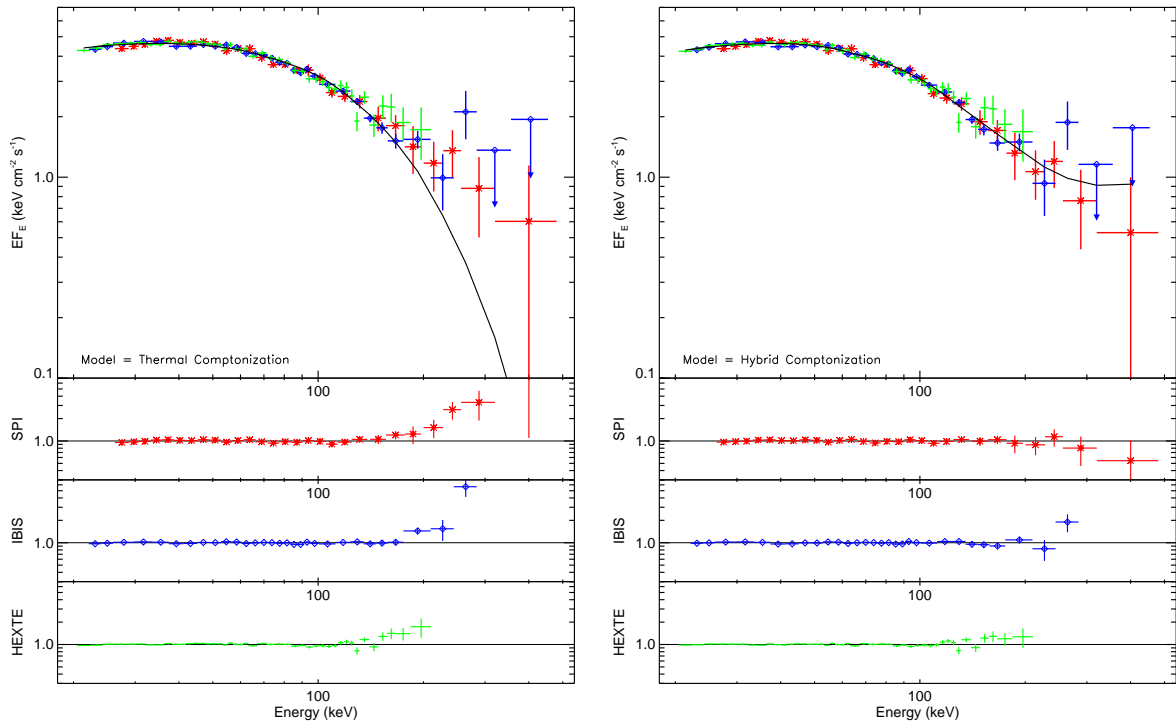 EF_E (keV cm^-2 s^-1)
1.0
0.1
Model = Thermal Comptonization
100
SPI
1.0
100
IBIS
1.0
100
HEXTE
1.0
100
Energy (keV)
EF_E (keV cm^-2 s^-1)
1.0
0.1
Model = Hybrid Comptonization
100
SPI
1.0
100
IBIS
1.0
100
HEXTE
1.0
100
Energy (keV)